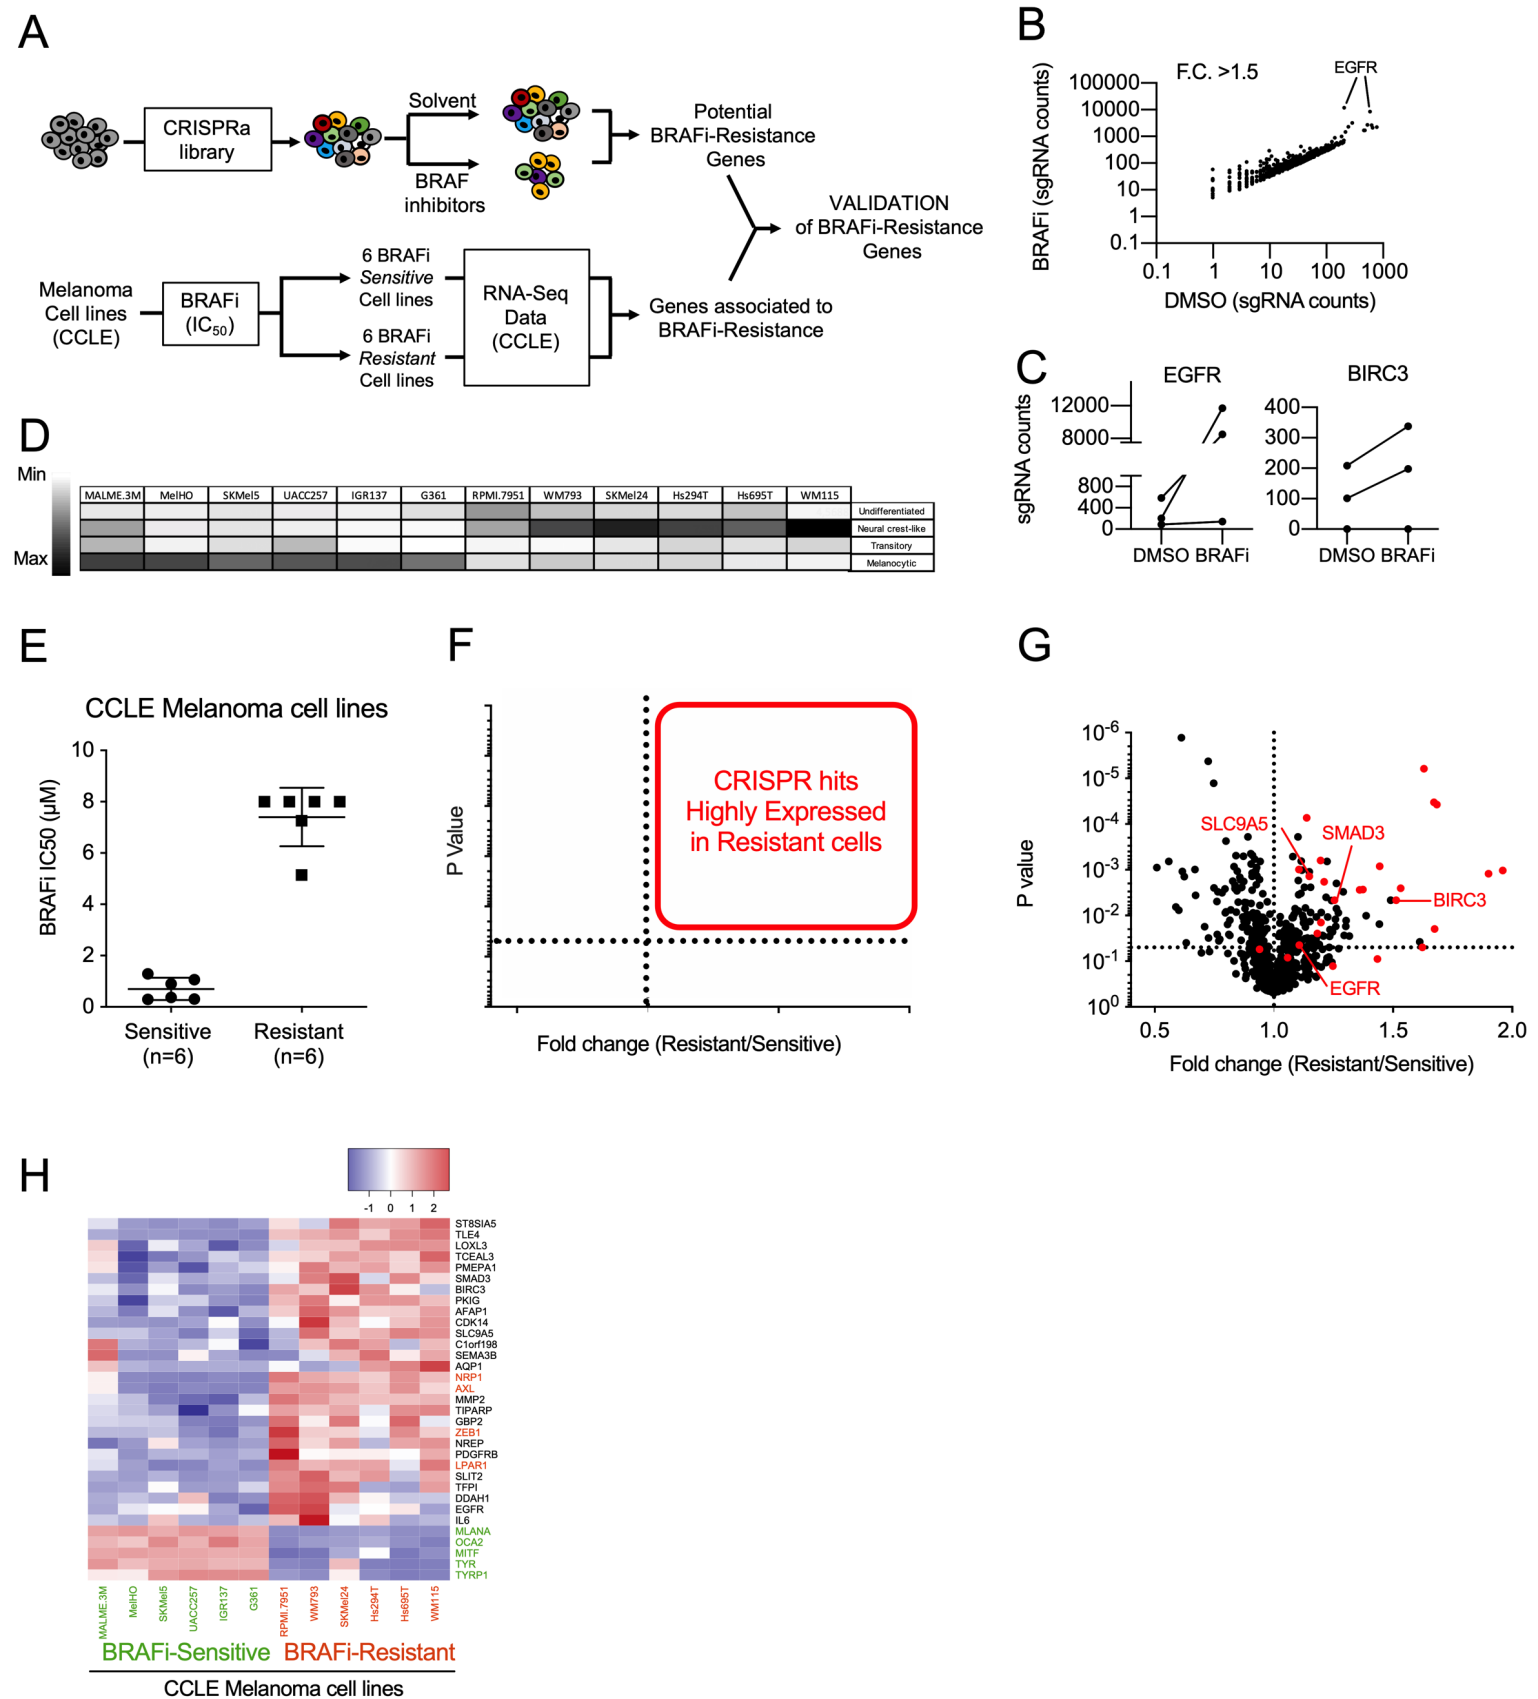 A
CRISPRa
library
Solvent
BRAF
inhibitors
Potential
BRAFi-Resistance
Genes
VALIDATION
of BRAFi-Resistance
Genes
Melanoma
Cell lines
(CCLE)
BRAFi
(IC50)
6 BRAFi
Sensitive
Cell lines
6 BRAFi
Resistant
Cell lines
RNA-Seq
Data
(CCLE)
Genes associated to
BRAFi-Resistance
B
F.C. >1.5
EGFR
BRAFi (sgRNA counts)
100000
10000
1000
100
10
1
0.1
0.1 1 10 100 1000
DMSO (sgRNA counts)
C
EGFR
BIRC3
sgRNA counts
12000
8000
800
400
0
DMSO BRAFi
400
300
200
100
0
DMSO BRAFi
D
Min
Max
MALME.3M MelHO SKMel5 UACC257 IGR137 G361 RPMI.7951 WM793 SKMel24 Hs294T Hs695T WM115
Undifferentiated
Neural crest-like
Transitory
Melanocytic
E
CCLE Melanoma cell lines
BRAFi IC50 (µM)
10
8
6
4
2
0
Sensitive
(n=6)
Resistant
(n=6)
F
P Value
CRISPR hits
Highly Expressed
in Resistant cells
Fold change (Resistant/Sensitive)
G
P value
10-6
10-5
10-4
10-3
10-2
10-1
100
SLC9A5
SMAD3
BIRC3
EGFR
0.5 1.0 1.5 2.0
Fold change (Resistant/Sensitive)
H
-1 0 1 2
ST8SIA5
TLE4
LOXL3
TCEAL3
PMEPA1
SMAD3
BIRC3
PKIG
AFAP1
CDK14
SLC9A5
C1orf198
SEMA3B
AQP1
NRP1
AXL
MMP2
TIPARP
GBP2
ZEB1
NREP
PDGFRB
LPAR1
SLIT2
TFPI
DDAH1
EGFR
IL6
MLANA
OCA2
MITF
TYR
TYRP1
MALME.3M MelHO SKMel5 UACC257 IGR137 G361 RPMI.7951 WM793 SKMel24 Hs294T Hs695T WM115
BRAFi-Sensitive BRAFi-Resistant
CCLE Melanoma cell lines